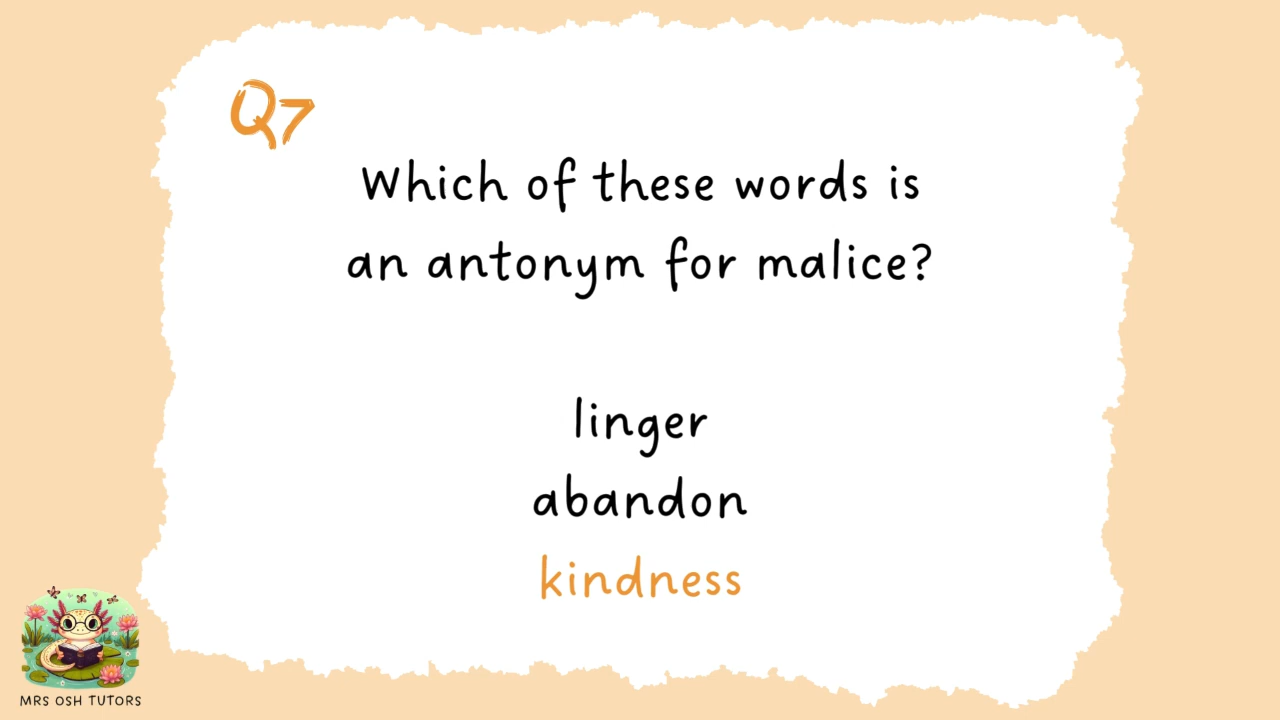 Q7
Which of these words is
an antonym for malice?
linger
abandon
kindness
MRS OSH TUTORS